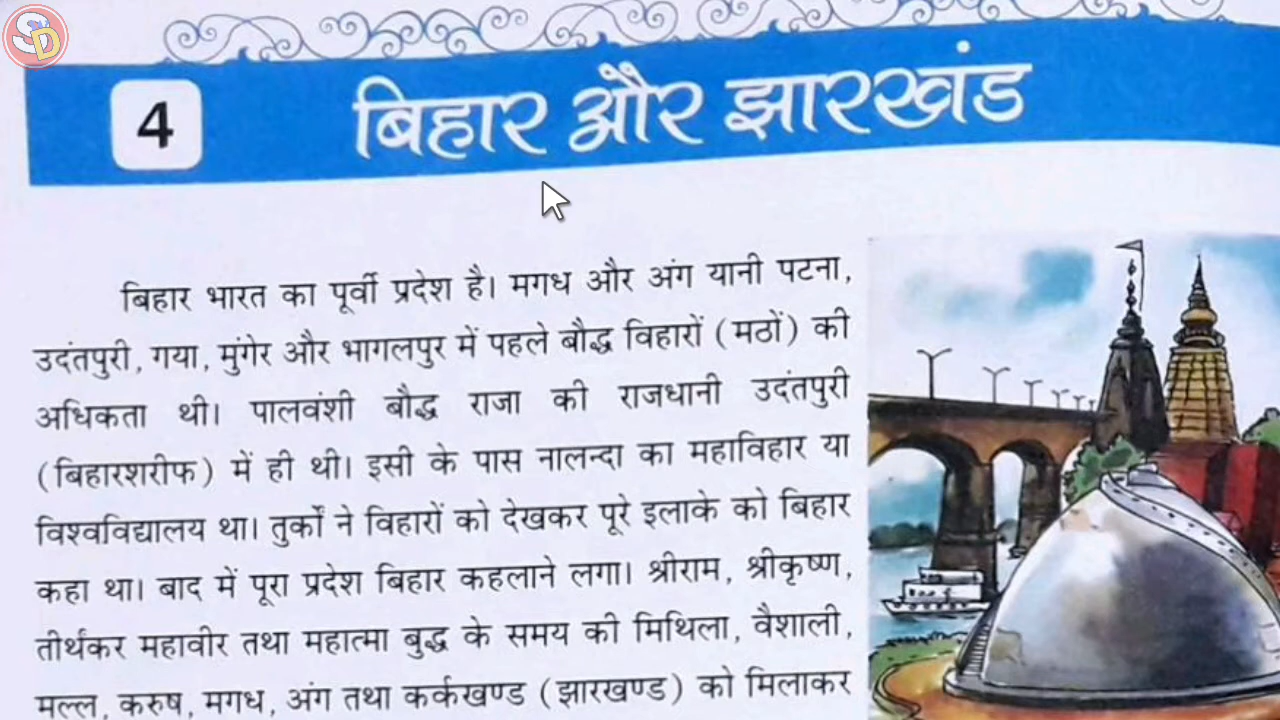 SD
4
बिहार और झारखंड
बिहार भारत का पूर्वी प्रदेश है। मगध और अंग यानी पटना,
उदंतपुरी, गया, मुंगेर और भागलपुर में पहले बौद्ध विहारों (मठों) की
अधिकता थी। पालवंशी बौद्ध राजा की राजधानी उदंतपुरी
(बिहारशरीफ) में ही थी। इसी के पास नालन्दा का महाविहार या
विश्वविद्यालय था। तुर्कों ने विहारों को देखकर पूरे इलाके को बिहार
कहा था। बाद में पूरा प्रदेश बिहार कहलाने लगा। श्रीराम, श्रीकृष्ण,
तीर्थंकर महावीर तथा महात्मा बुद्ध के समय की मिथिला, वैशाली,
मल्ल, करुष, मगध, अंग तथा कर्कखण्ड (झारखण्ड) को मिलाकर